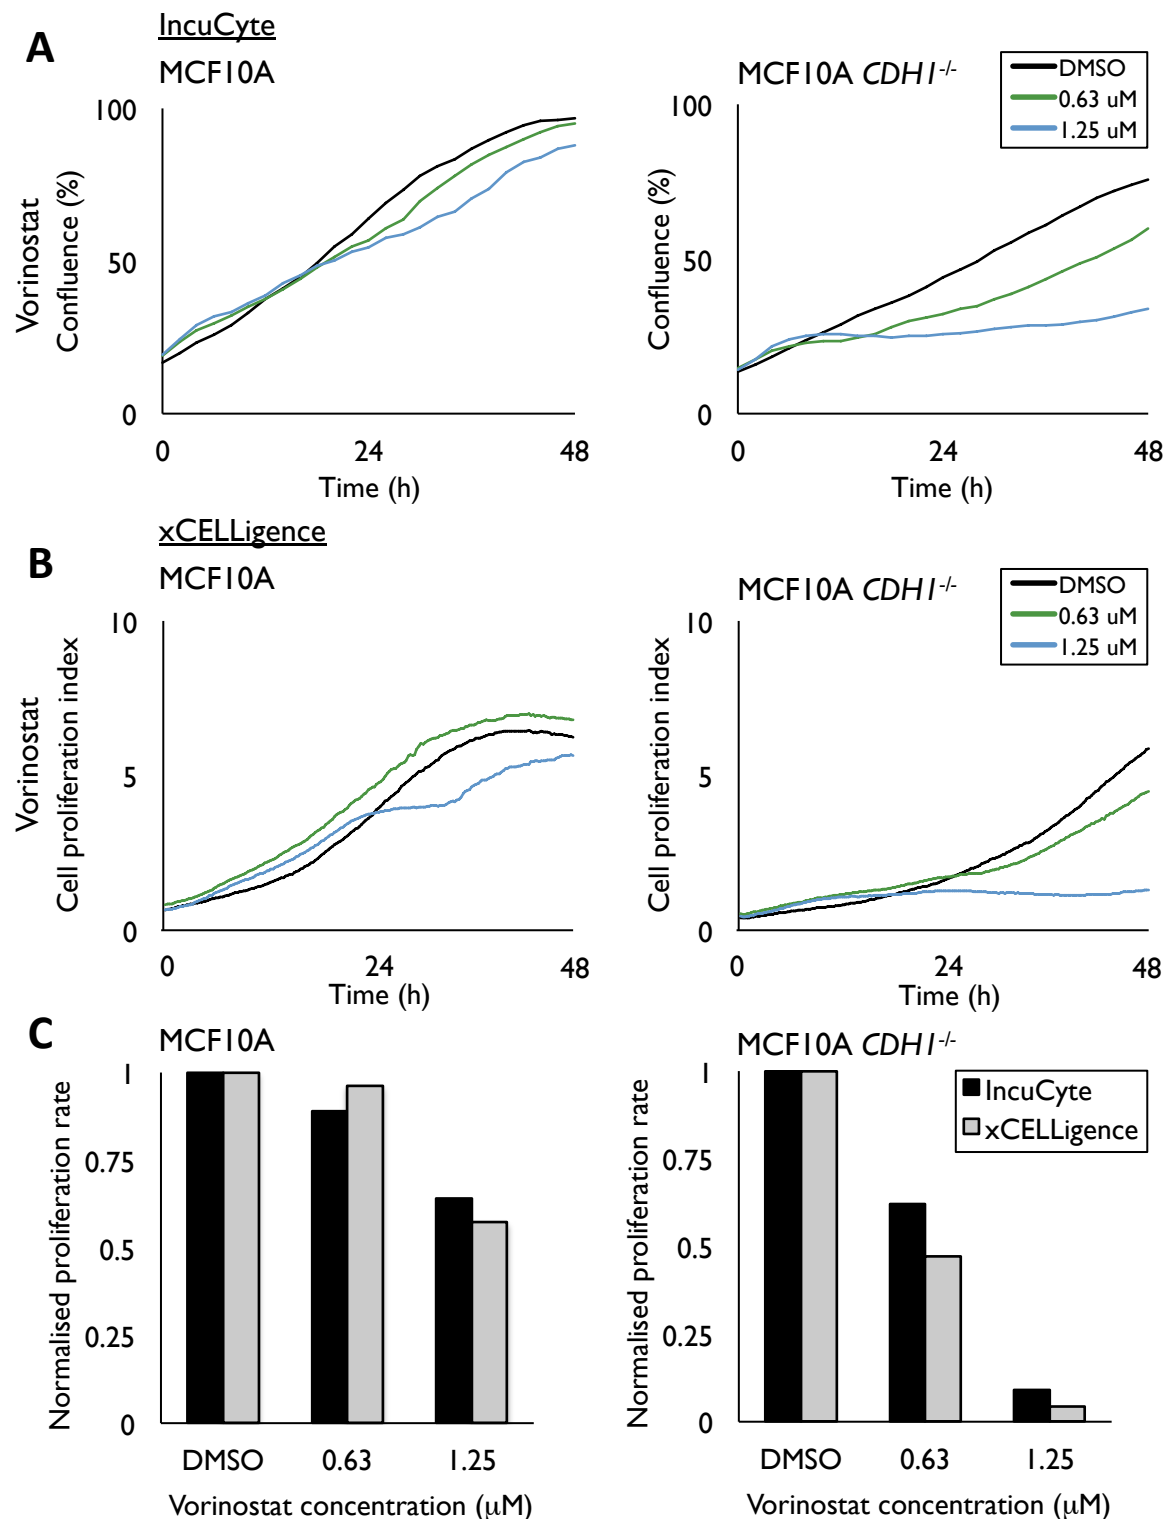 A
IncuCyte
MCF10A
MCF10A CDH1-/-
DMSO
0.63 uM
1.25 uM
Vorinostat
Confluence (%)
100
50
0
0
24
48
Time (h)
Confluence (%)
100
50
0
0
24
48
Time (h)
B
xCELLigence
MCF10A
MCF10A CDH1-/-
DMSO
0.63 uM
1.25 uM
Vorinostat
Cell proliferation index
10
5
0
0
24
48
Time (h)
Cell proliferation index
10
5
0
0
24
48
Time (h)
C
MCF10A
MCF10A CDH1-/-
IncuCyte
xCELLigence
Normalised proliferation rate
1
0.75
0.5
0.25
0
DMSO 0.63 1.25
Vorinostat concentration (μM)
Normalised proliferation rate
1
0.75
0.5
0.25
0
DMSO 0.63 1.25
Vorinostat concentration (μM)